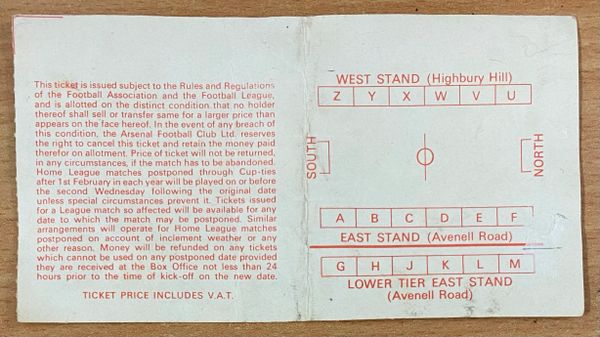 This ticket is issued subject to the Rules and Regulations
of the Football Association and the Football League,
and is allotted on the distinct condition that no holder
thereof shall sell or transfer same for a larger price than
appears on the face hereof. In the event of any breach of
this condition, the Arsenal Football Club Ltd. reserves
the right to cancel this ticket and retain the money paid
therefor on allotment. Price of ticket will not be returned,
in any circumstances, if the match has to be abandoned.
Home League matches postponed through Cup-ties
after 1st February in each year will be played on or before
the second Wednesday following the original date
unless special circumstances prevent it. Tickets issued
for a League match so affected will be available for any
date to which the match may be postponed. Similar
arrangements will operate for Home League matches
postponed on account of inclement weather or any
other reason. Money will be refunded on any tickets
which cannot be used on any postponed date provided
they are received at the Box Office not less than 24
hours prior to the time of kick-off on the new date.
TICKET PRICE INCLUDES V.A.T.
WEST STAND (Highbury Hill)
Z Y X W V U
SOUTH
NORTH
A B C D E F
EAST STAND (Avenell Road)
G H J K L M
LOWER TIER EAST STAND
(Avenell Road)